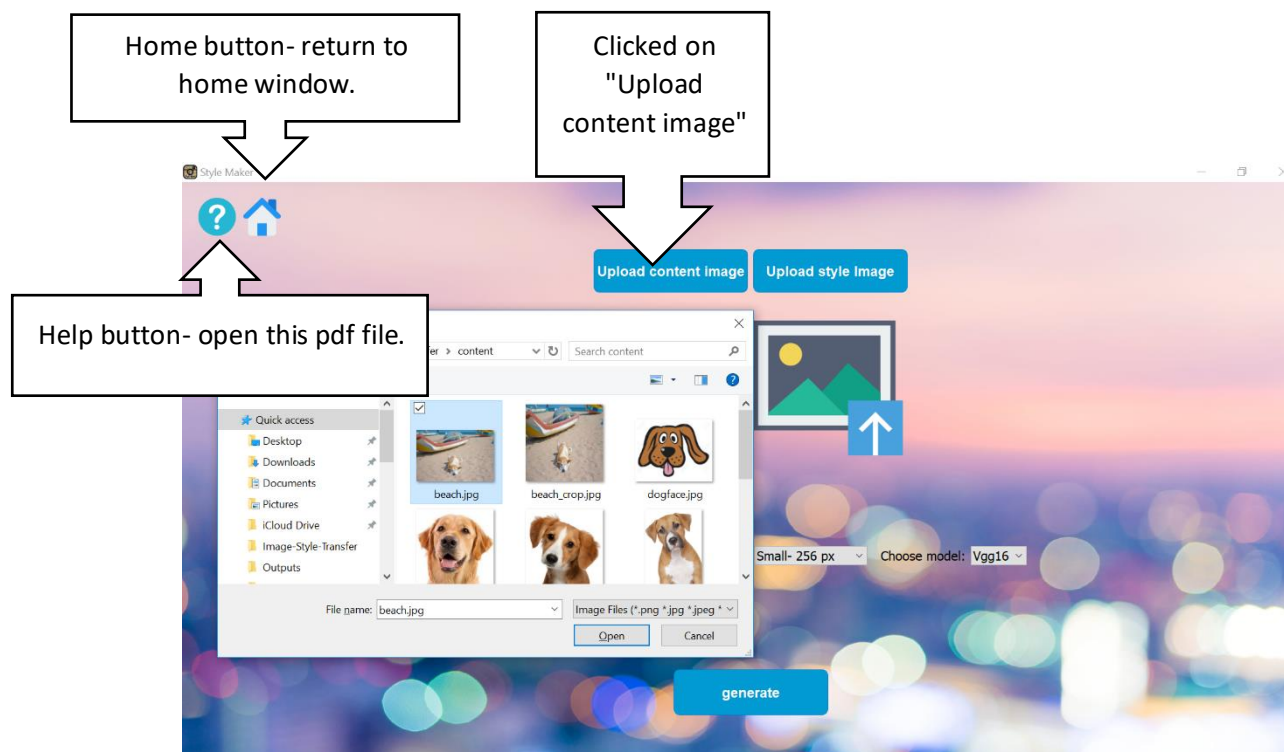 Home button- return to
home window.
Clicked on
"Upload
content image"
Style Maker
?
Upload content image
Upload style Image
Help button- open this pdf file.
fer > content
Search content
?
Quick access
Desktop
Downloads
Documents
Pictures
iCloud Drive
Image-Style-Transfer
Outputs
beach.jpg
beach_crop.jpg
dogface.jpg
Small- 256 px
Choose model: Vgg16
File name: beach.jpg
Image Files (*.png *.jpg *.jpeg *
Open
Cancel
generate